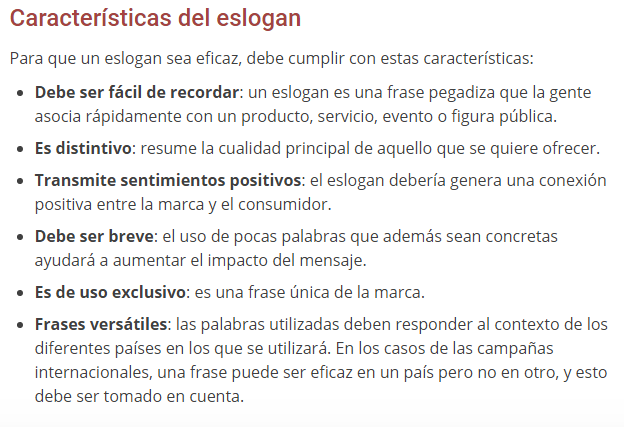 Características del eslogan
Para que un eslogan sea eficaz, debe cumplir con estas características:
• Debe ser fácil de recordar: un eslogan es una frase pegadiza que la gente
asocia rápidamente con un producto, servicio, evento o figura pública.
• Es distintivo: resume la cualidad principal de aquello que se quiere ofrecer.
• Transmite sentimientos positivos: el eslogan debería genera una conexión
positiva entre la marca y el consumidor.
• Debe ser breve: el uso de pocas palabras que además sean concretas
ayudará a aumentar el impacto del mensaje.
• Es de uso exclusivo: es una frase única de la marca.
• Frases versátiles: las palabras utilizadas deben responder al contexto de los
diferentes países en los que se utilizará. En los casos de las campañas
internacionales, una frase puede ser eficaz en un país pero no en otro, y esto
debe ser tomado en cuenta.